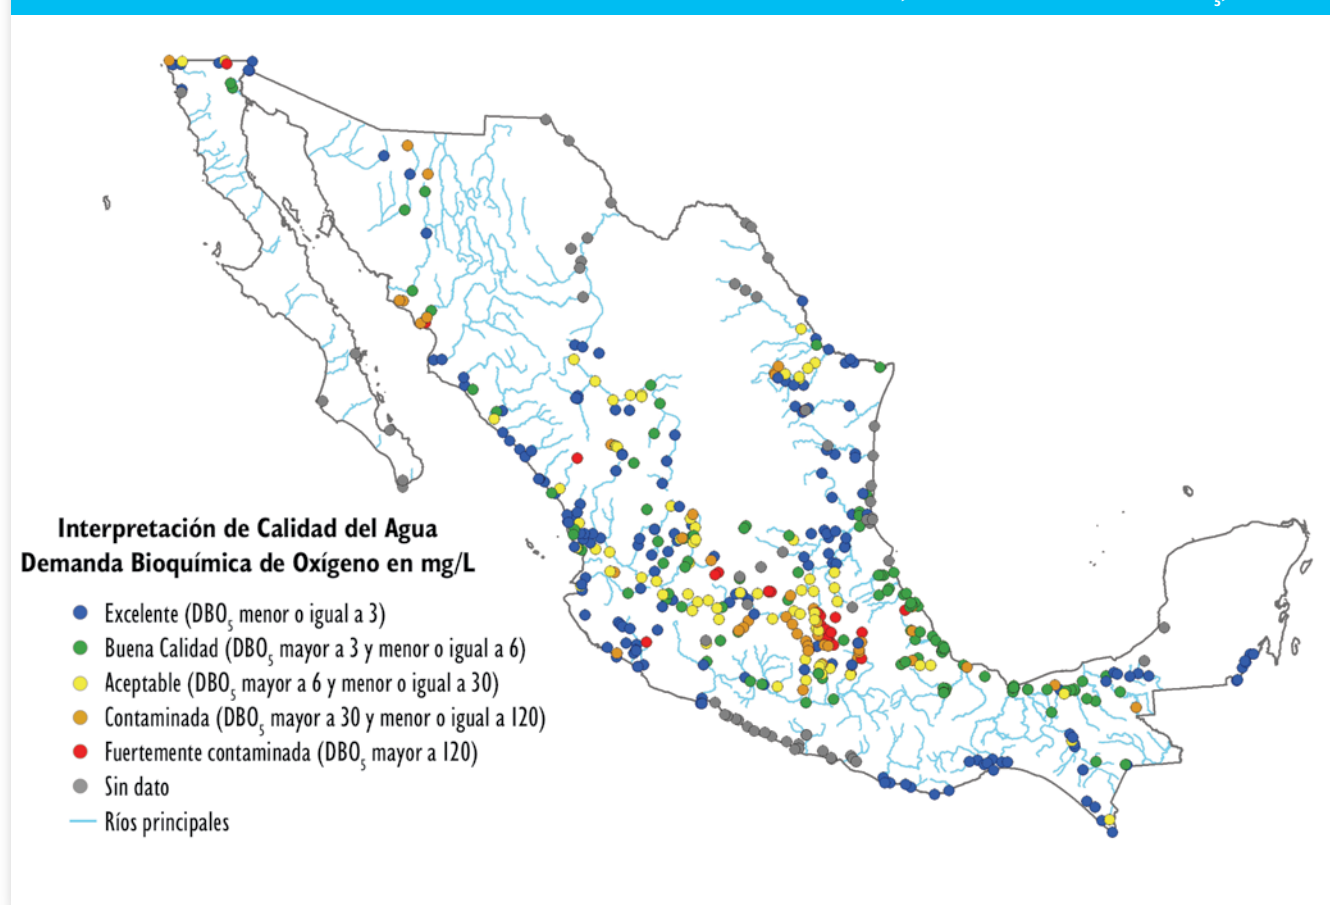 Interpretación de Calidad del Agua
Demanda Bioquímica de Oxígeno en mg/L
Excelente (DBO₅ menor o igual a 3)
Buena Calidad (DBO₅ mayor a 3 y menor o igual a 6)
Aceptable (DBO₅ mayor a 6 y menor o igual a 30)
Contaminada (DBO₅ mayor a 30 y menor o igual a 120)
Fuertemente contaminada (DBO₅ mayor a 120)
Sin dato
Ríos principales